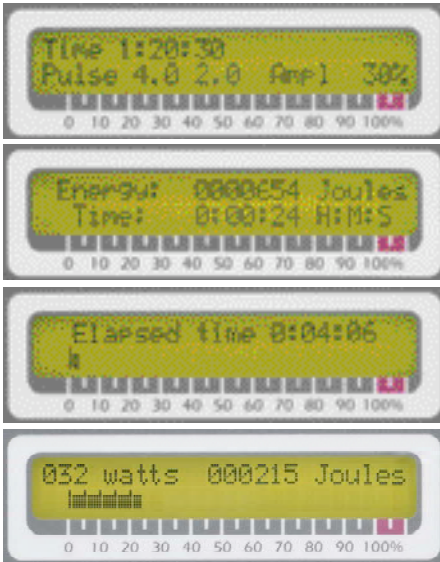 Time 1:20:30
Pulse 4.0 2.0 Ampl 30%
0 10 20 30 40 50 60 70 80 90 100%
Energy: 0000654 Joules
Time: 0:00:24 H:M:S
0 10 20 30 40 50 60 70 80 90 100%
Elapsed time 0:04:06
0 10 20 30 40 50 60 70 80 90 100%
032 watts 000215 Joules
0 10 20 30 40 50 60 70 80 90 100%